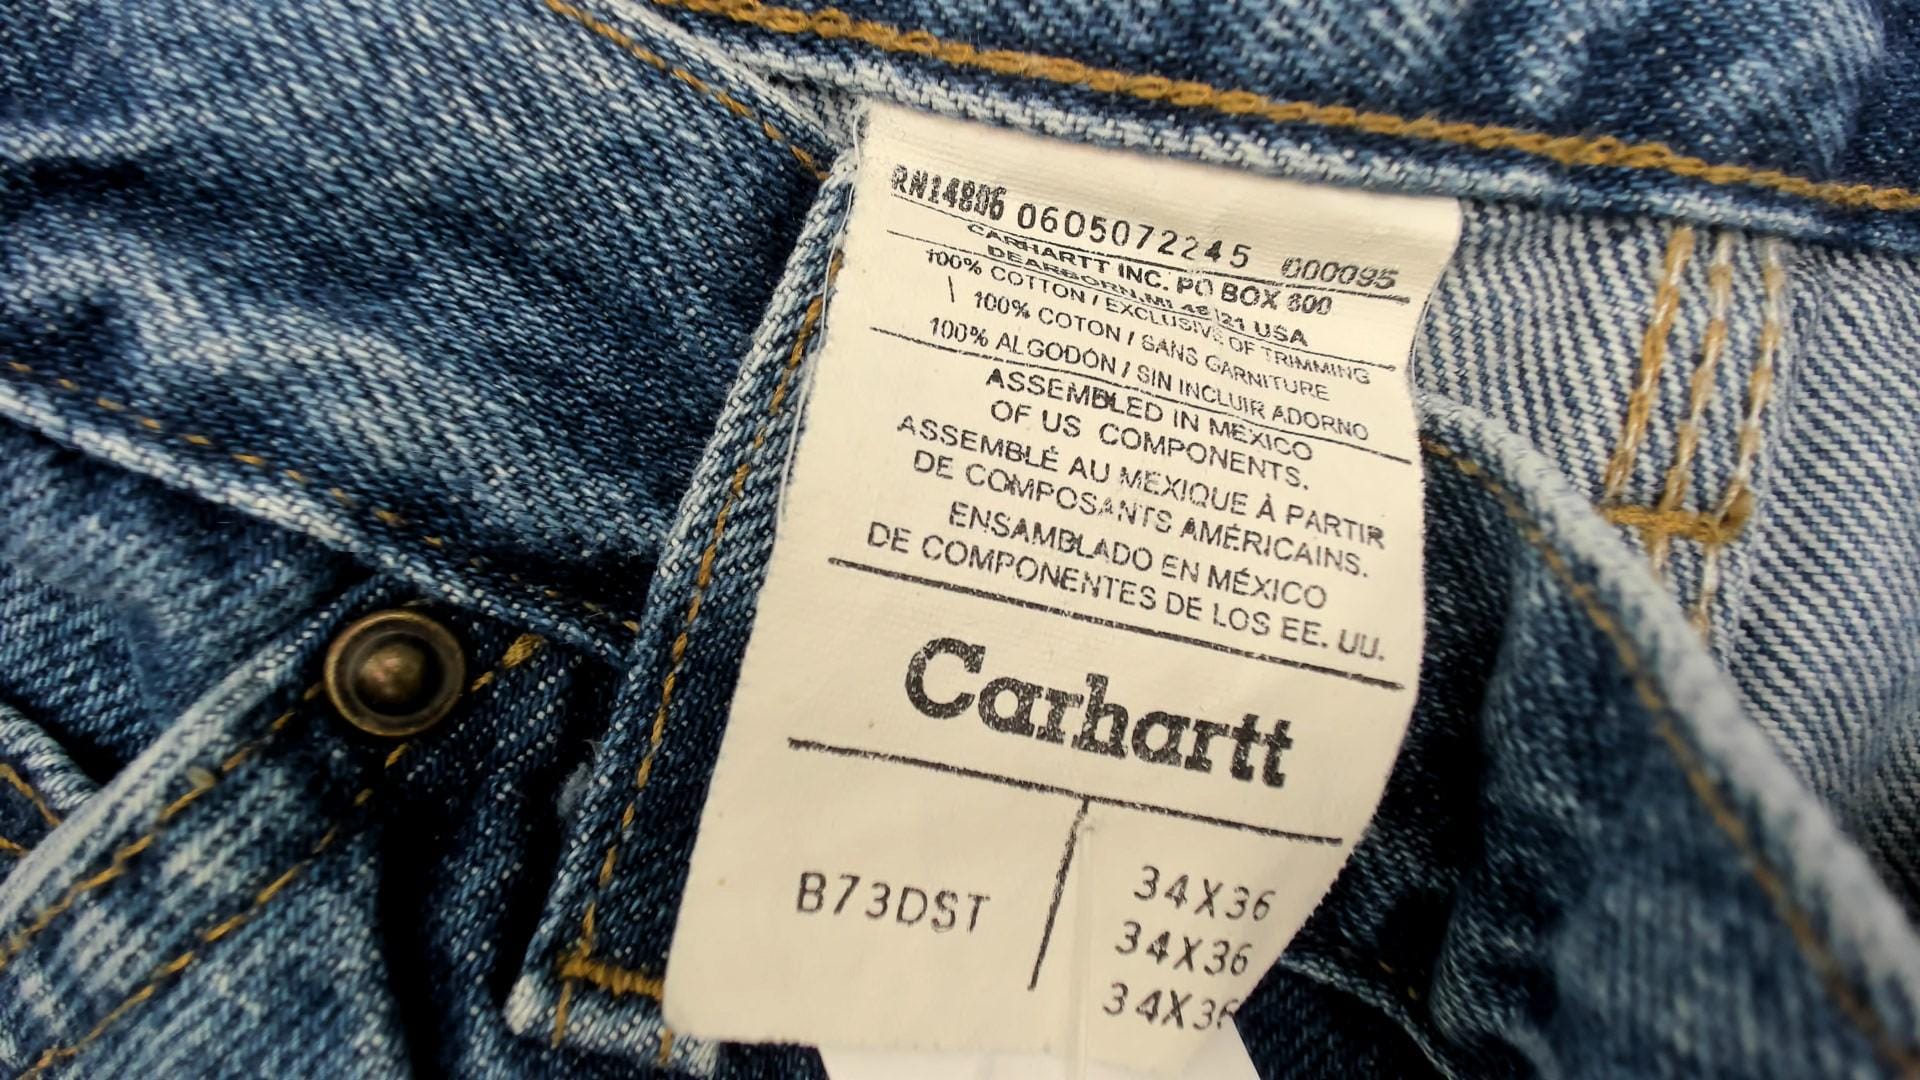 RN14806 0605072245 000095
CARHARTT INC. PO BOX 600
DEARBORN, MI 48121 USA
100% COTTON / EXCLUSIVE OF TRIMMING
100% COTON / SANS GARNITURE
100% ALGODÓN / SIN INCLUIR ADORNO
ASSEMBLED IN MEXICO
OF US COMPONENTS.
ASSEMBLÉ AU MEXIQUE À PARTIR
DE COMPOSANTS AMÉRICAINS.
ENSAMBLADO EN MÉXICO
DE COMPONENTES DE LOS EE. UU.
Carhartt
B73DST
34X36
34X36
34X36